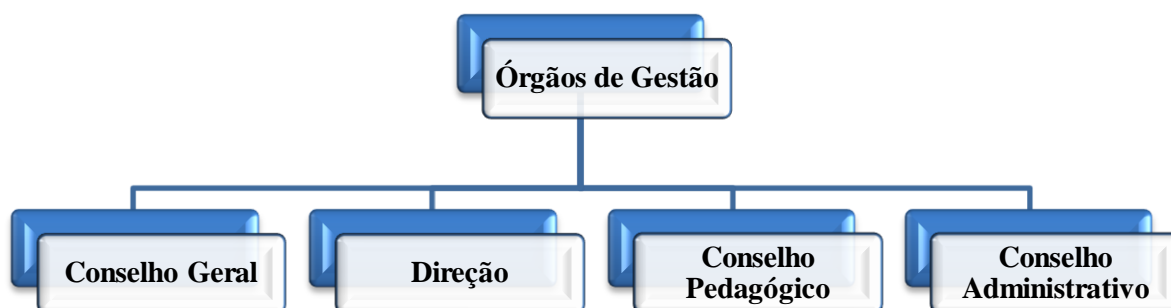 Órgãos de Gestão
Conselho Geral
Direção
Conselho
Pedagógico
Conselho
Administrativo